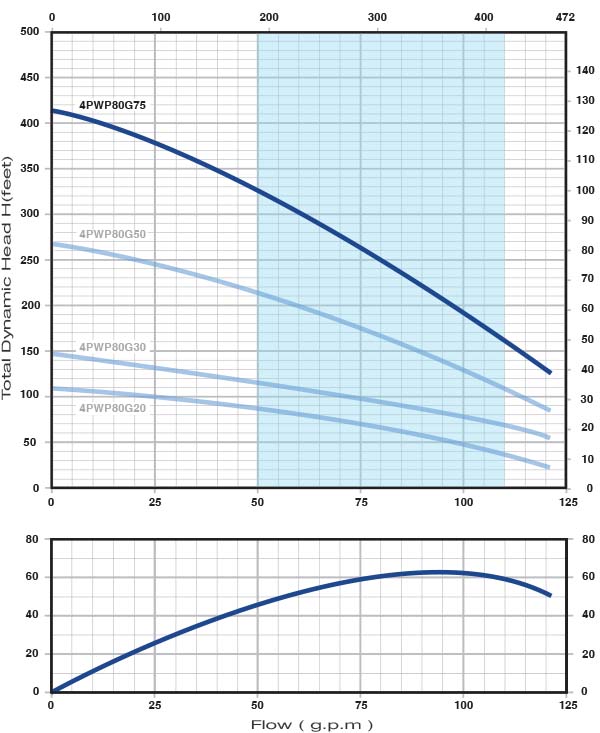 0 100 200 300 400 472
500
450 140
4PWP80G75 130
400 120
110
350 100
300 90
4PWP80G50
250 80
70
200 60
50
4PWP80G30
150 40
100 30
4PWP80G20
50 20
10
0 0
0 25 50 75 100 125
Total Dynamic Head H(feet)
80 80
60 60
40 40
20 20
0 0
0 25 50 75 100 125
Flow ( g.p.m )